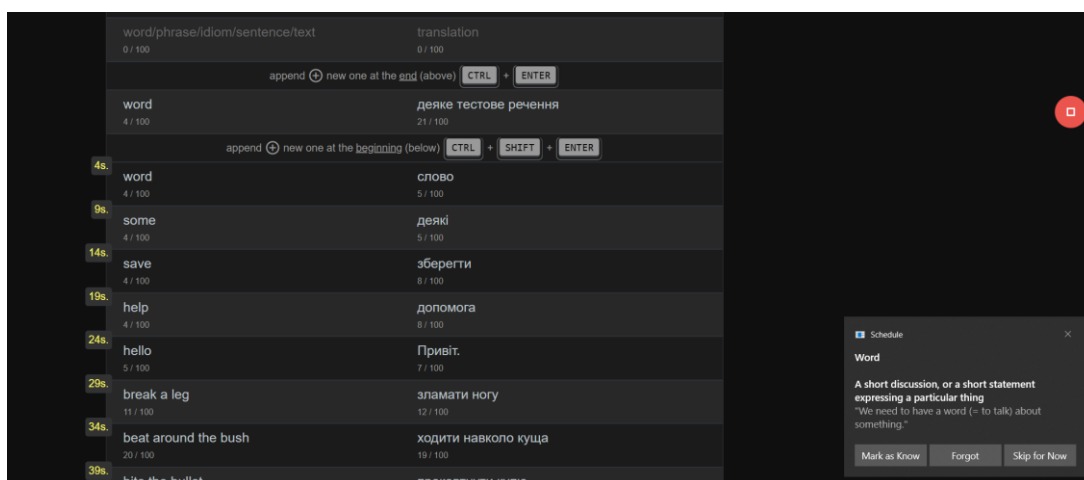 word/phrase/idiom/sentence/text translation
0 / 100 0 / 100
append new one at the end (above) CTRL + ENTER
word деяке тестове речення
4 / 100 21 / 100
append new one at the beginning (below) CTRL + SHIFT + ENTER
4s.
word слово
4 / 100 5 / 100
9s.
some деякі
4 / 100 5 / 100
14s.
save зберегти
4 / 100 8 / 100
19s.
help допомога
4 / 100 8 / 100
24s.
hello Привіт.
5 / 100 7 / 100
29s.
break a leg зламати ногу
11 / 100 12 / 100
34s.
beat around the bush ходити навколо куща
20 / 100 19 / 100
39s.
Schedule
Word
A short discussion, or a short statement
expressing a particular thing
"We need to have a word (= to talk) about
something."
Mark as Know Forgot Skip for Now